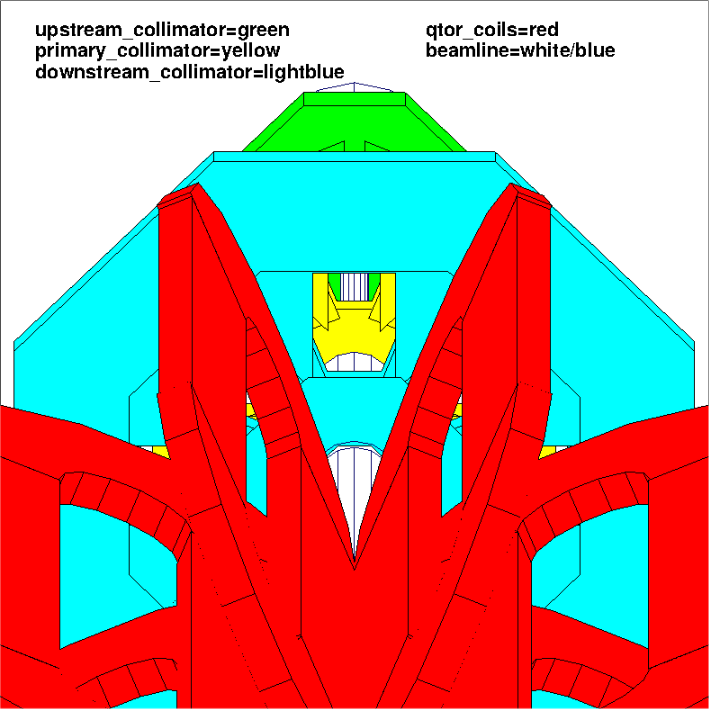 upstream_collimator=green
primary_collimator=yellow
downstream_collimator=lightblue
qtor_coils=red
beamline=white/blue